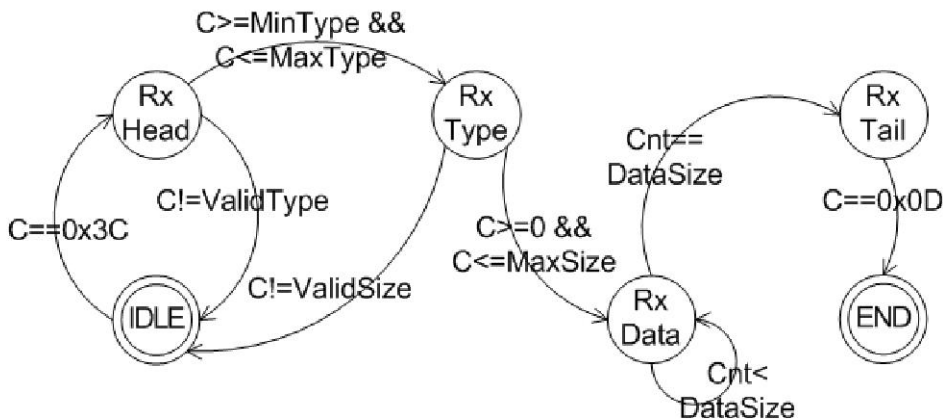 C>=MinType &&
C<=MaxType
Rx
Head
Rx
Type
Rx
Tail
Cnt==
DataSize
C!=ValidType
C==0x3C
C>=0 &&
C<=MaxSize
C==0x0D
C!=ValidSize
IDLE
Rx
Data
END
Cnt<
DataSize